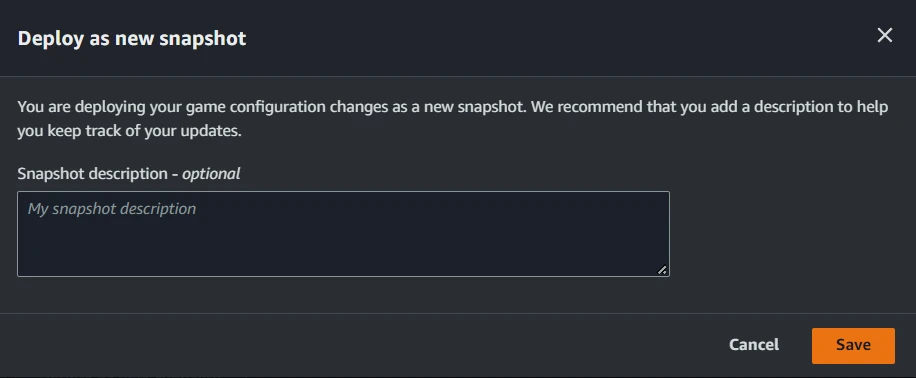 Deploy as new snapshot
You are deploying your game configuration changes as a new snapshot. We recommend that you add a description to help
you keep track of your updates.
Snapshot description - optional
My snapshot description
Cancel
Save